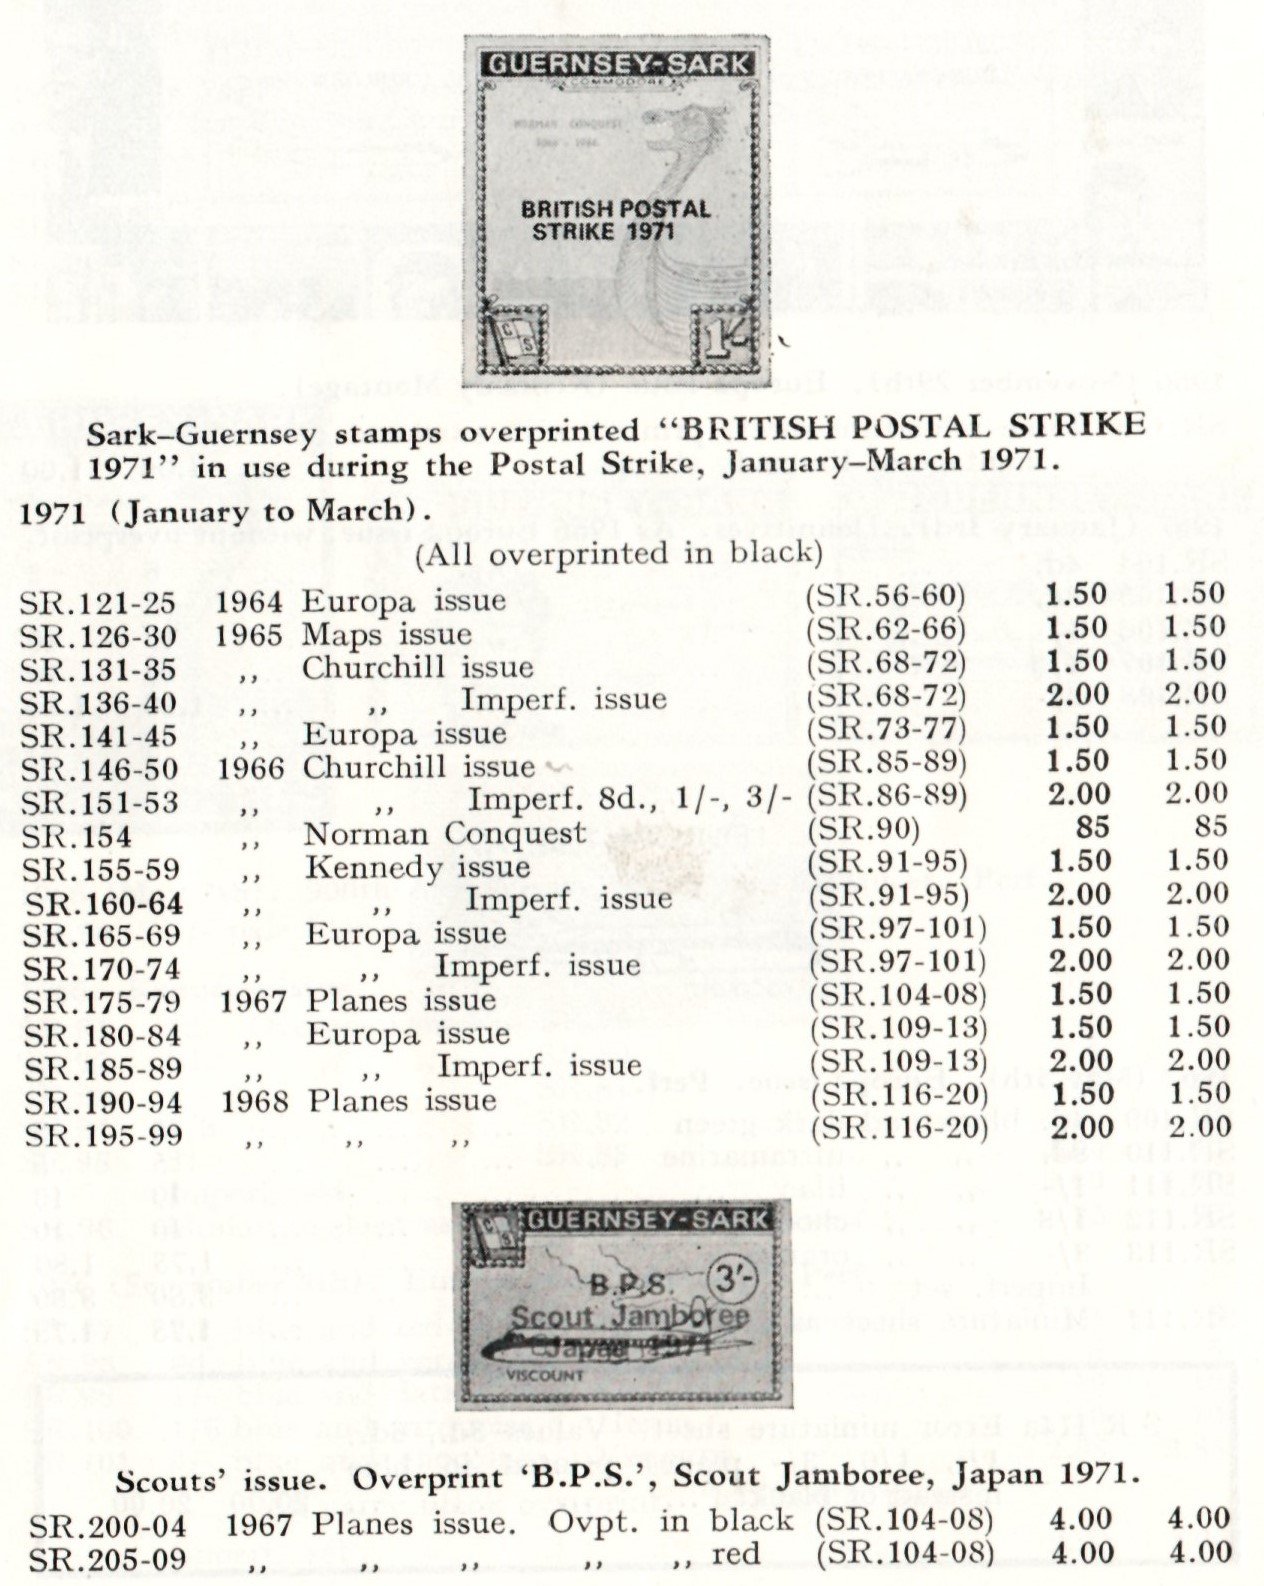 GUERNSEY-SARK
COMMODORE
NORMAN CONQUEST
1066 - 1966
BRITISH POSTAL
STRIKE 1971
C
S
1/-
Sark–Guernsey stamps overprinted “BRITISH POSTAL STRIKE
1971” in use during the Postal Strike, January–March 1971.
1971 (January to March).
(All overprinted in black)
SR.121-25 1964 Europa issue (SR.56-60) 1.50 1.50
SR.126-30 1965 Maps issue (SR.62-66) 1.50 1.50
SR.131-35 ,, Churchill issue (SR.68-72) 1.50 1.50
SR.136-40 ,, ,, Imperf. issue (SR.68-72) 2.00 2.00
SR.141-45 ,, Europa issue (SR.73-77) 1.50 1.50
SR.146-50 1966 Churchill issue (SR.85-89) 1.50 1.50
SR.151-53 ,, ,, Imperf. 8d., 1/-, 3/- (SR.86-89) 2.00 2.00
SR.154 ,, Norman Conquest (SR.90) 85 85
SR.155-59 ,, Kennedy issue (SR.91-95) 1.50 1.50
SR.160-64 ,, ,, Imperf. issue (SR.91-95) 2.00 2.00
SR.165-69 ,, Europa issue (SR.97-101) 1.50 1.50
SR.170-74 ,, ,, Imperf. issue (SR.97-101) 2.00 2.00
SR.175-79 1967 Planes issue (SR.104-08) 1.50 1.50
SR.180-84 ,, Europa issue (SR.109-13) 1.50 1.50
SR.185-89 ,, ,, Imperf. issue (SR.109-13) 2.00 2.00
SR.190-94 1968 Planes issue (SR.116-20) 1.50 1.50
SR.195-99 ,, ,, ,, (SR.116-20) 2.00 2.00
C
S
GUERNSEY-SARK
B.P.S. 3/-
Scout Jamboree
Japan 1971
VISCOUNT
Scouts’ issue. Overprint ‘B.P.S.’, Scout Jamboree, Japan 1971.
SR.200-04 1967 Planes issue. Ovpt. in black (SR.104-08) 4.00 4.00
SR.205-09 ,, ,, ,, ,, ,, red (SR.104-08) 4.00 4.00